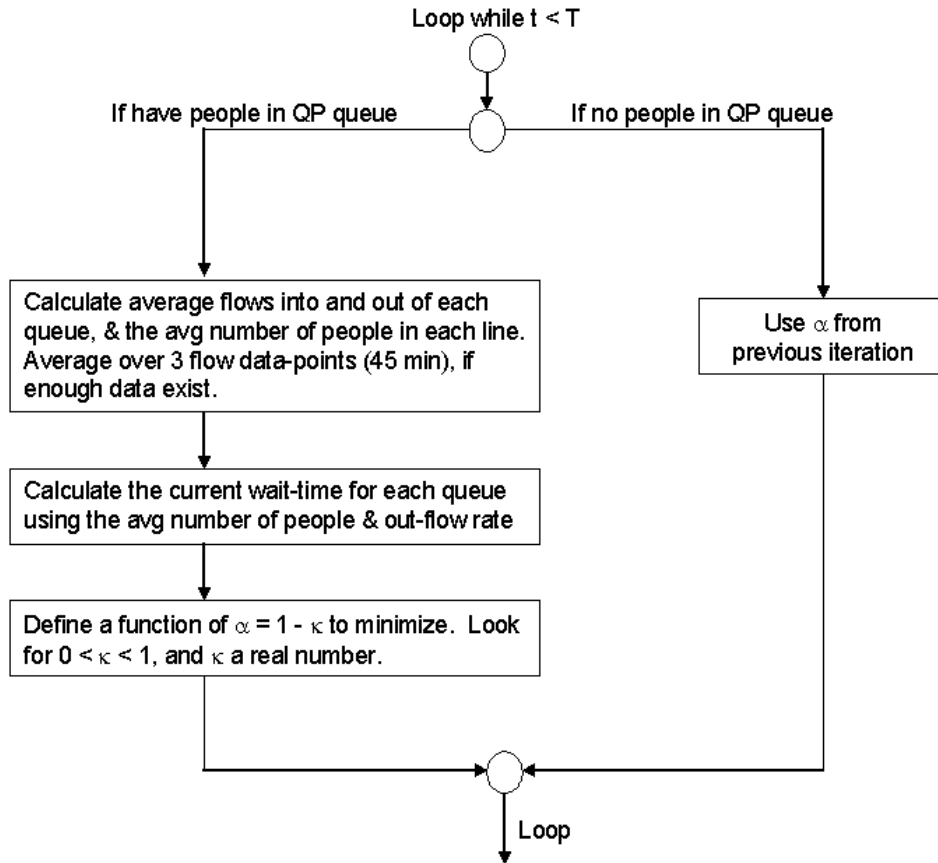 Loop while t < T
If have people in QP queue
If no people in QP queue
Calculate average flows into and out of each
queue, & the avg number of people in each line.
Average over 3 flow data-points (45 min), if
enough data exist.
Use α from
previous iteration
Calculate the current wait-time for each queue
using the avg number of people & out-flow rate
Define a function of α = 1 - κ to minimize. Look
for 0 < κ < 1, and κ a real number.
Loop